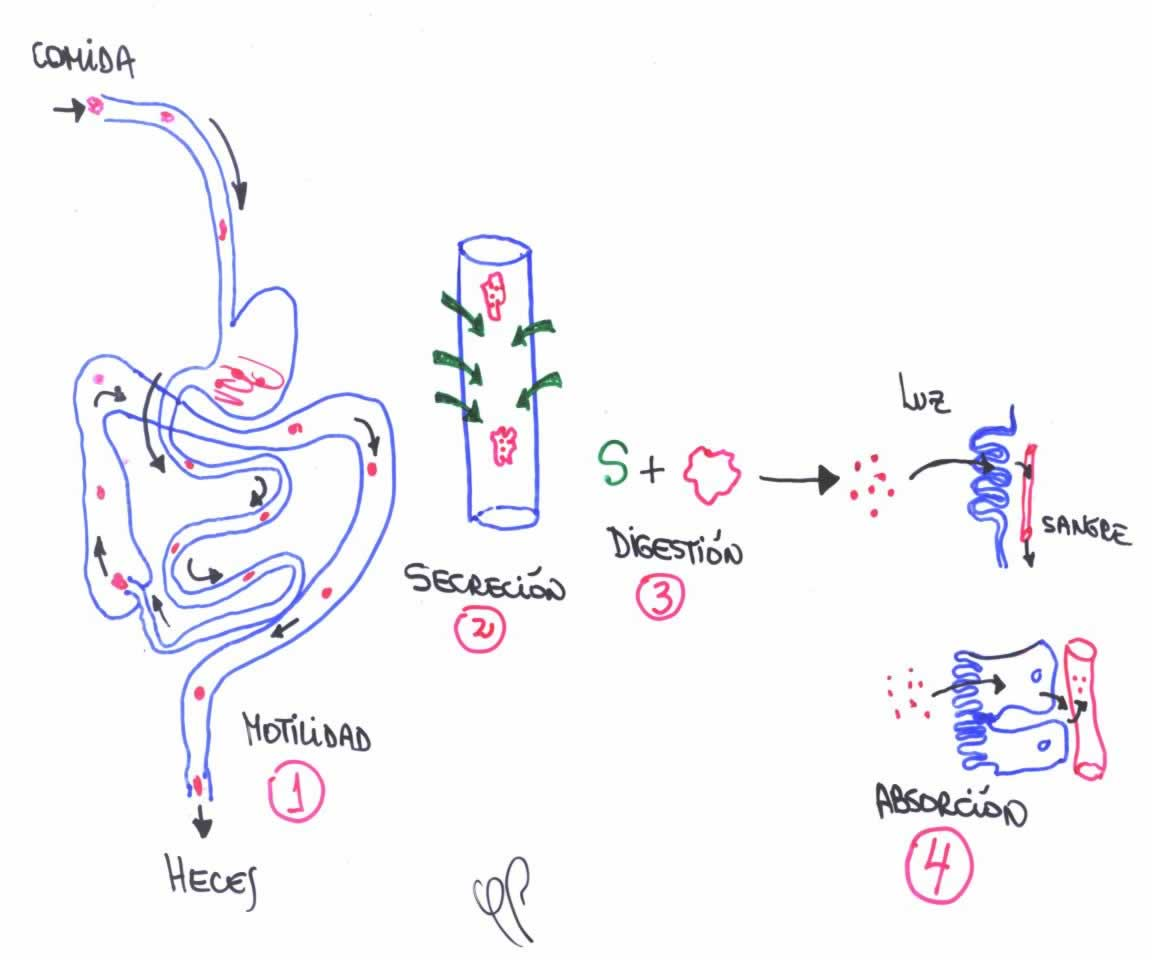 COMIDA
LUZ
S +
SANGRE
DIGESTIÓN
3
SECRECIÓN
2
MOTILIDAD
1
ABSORCIÓN
4
HECES